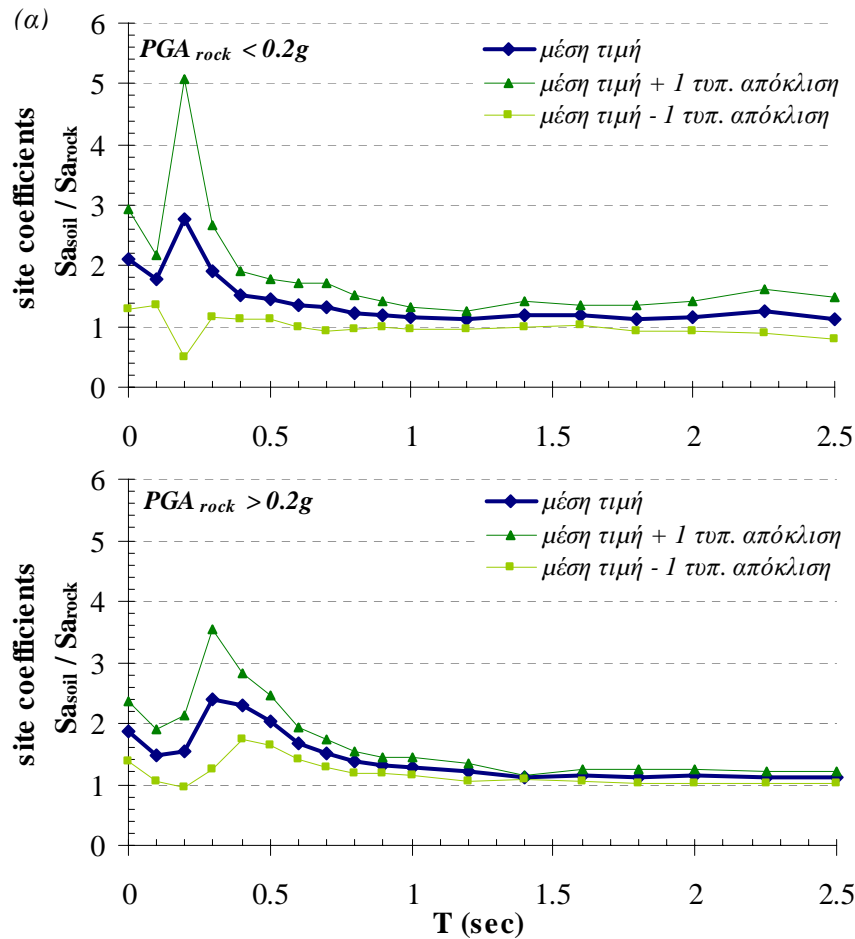 (α)
PGA rock < 0.2g
μέση τιμή
μέση τιμή + 1 τυπ. απόκλιση
μέση τιμή - 1 τυπ. απόκλιση
site coefficients
Sasoil / Sarock
6
5
4
3
2
1
0
0 0.5 1 1.5 2 2.5
PGA rock > 0.2g
μέση τιμή
μέση τιμή + 1 τυπ. απόκλιση
μέση τιμή - 1 τυπ. απόκλιση
site coefficients
Sasoil / Sarock
6
5
4
3
2
1
0
0 0.5 1 1.5 2 2.5
T (sec)